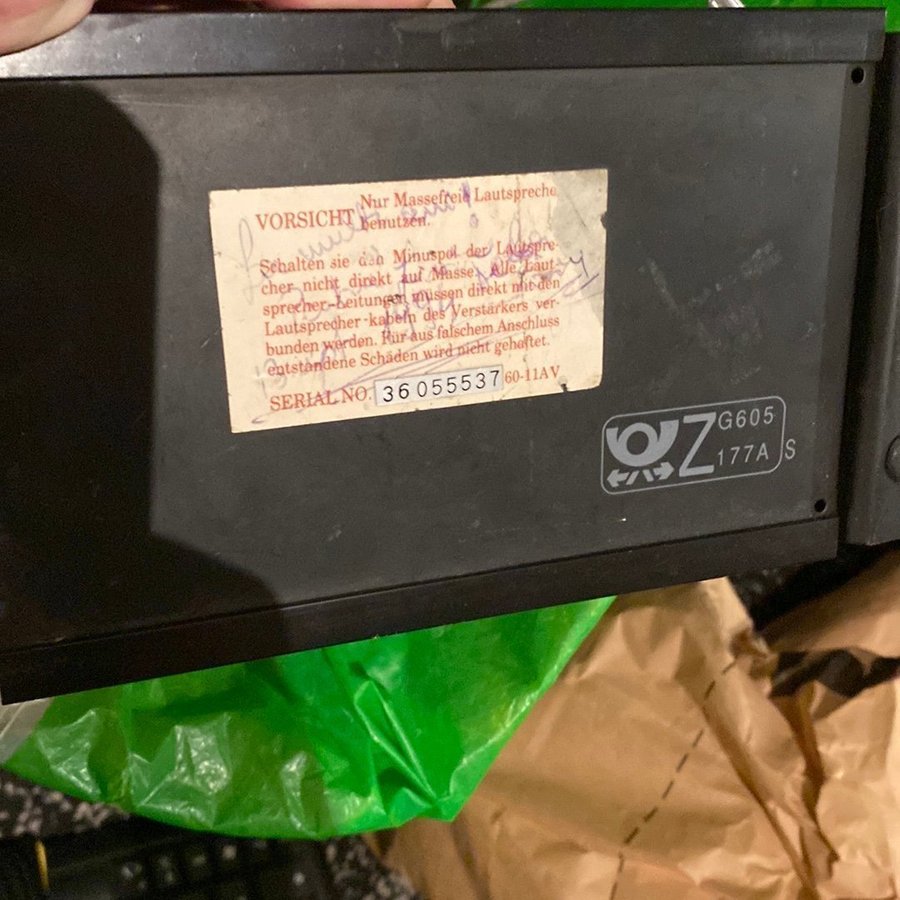 VORSICHT Nur Massefreie Lautspreche
benutzen.
Schalten sie den Minuspol der Lautspre-
cher nicht direkt auf Masse. Alle Laut-
sprecher-Leitungen müssen direkt mit den
Lautsprecher-kabeln des Verstärkers ver-
bunden werden. Für aus falschem Anschluss
entstandene Schäden wird nicht gehaftet.
SERIAL NO. 36055537 60-11AV
Z G605
177A S